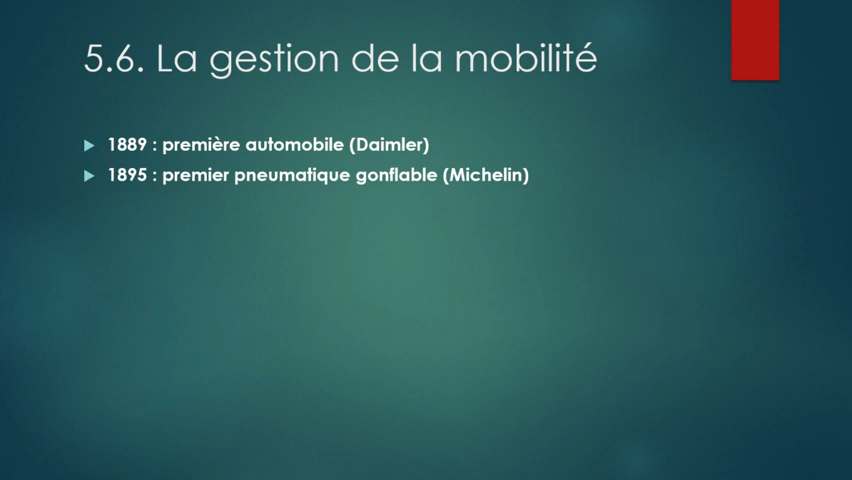 5.6. La gestion de la mobilité
1889 : première automobile (Daimler)
1895 : premier pneumatique gonflable (Michelin)